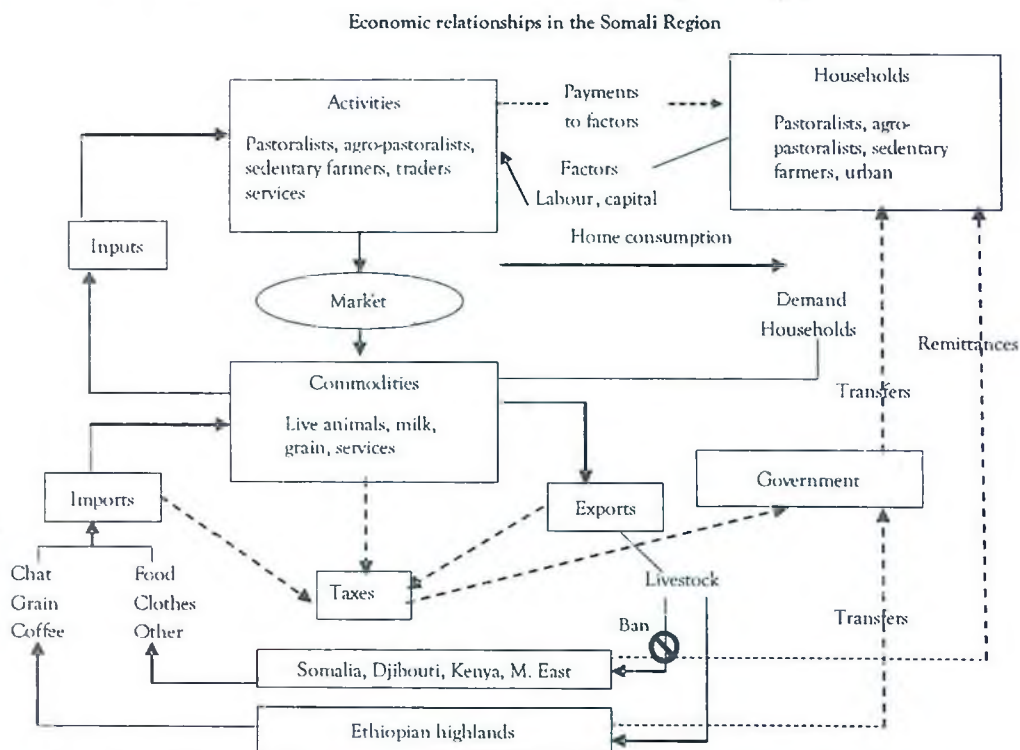 Economic relationships in the Somali Region
Activities
Pastoralists, agro-pastoralists,
sedentary farmers, traders
services
Payments
to factors
Factors
Labour, capital
Households
Pastoralists, agro-
pastoralists, sedentary
farmers, urban
Inputs
Home consumption
Market
Demand
Households
Remittances
Commodities
Live animals, milk,
grain, services
Transfers
Imports
Exports
Government
Chat
Grain
Coffee
Food
Clothes
Other
Taxes
Livestock
Ban
Transfers
Somalia, Djibouti, Kenya, M. East
Ethiopian highlands